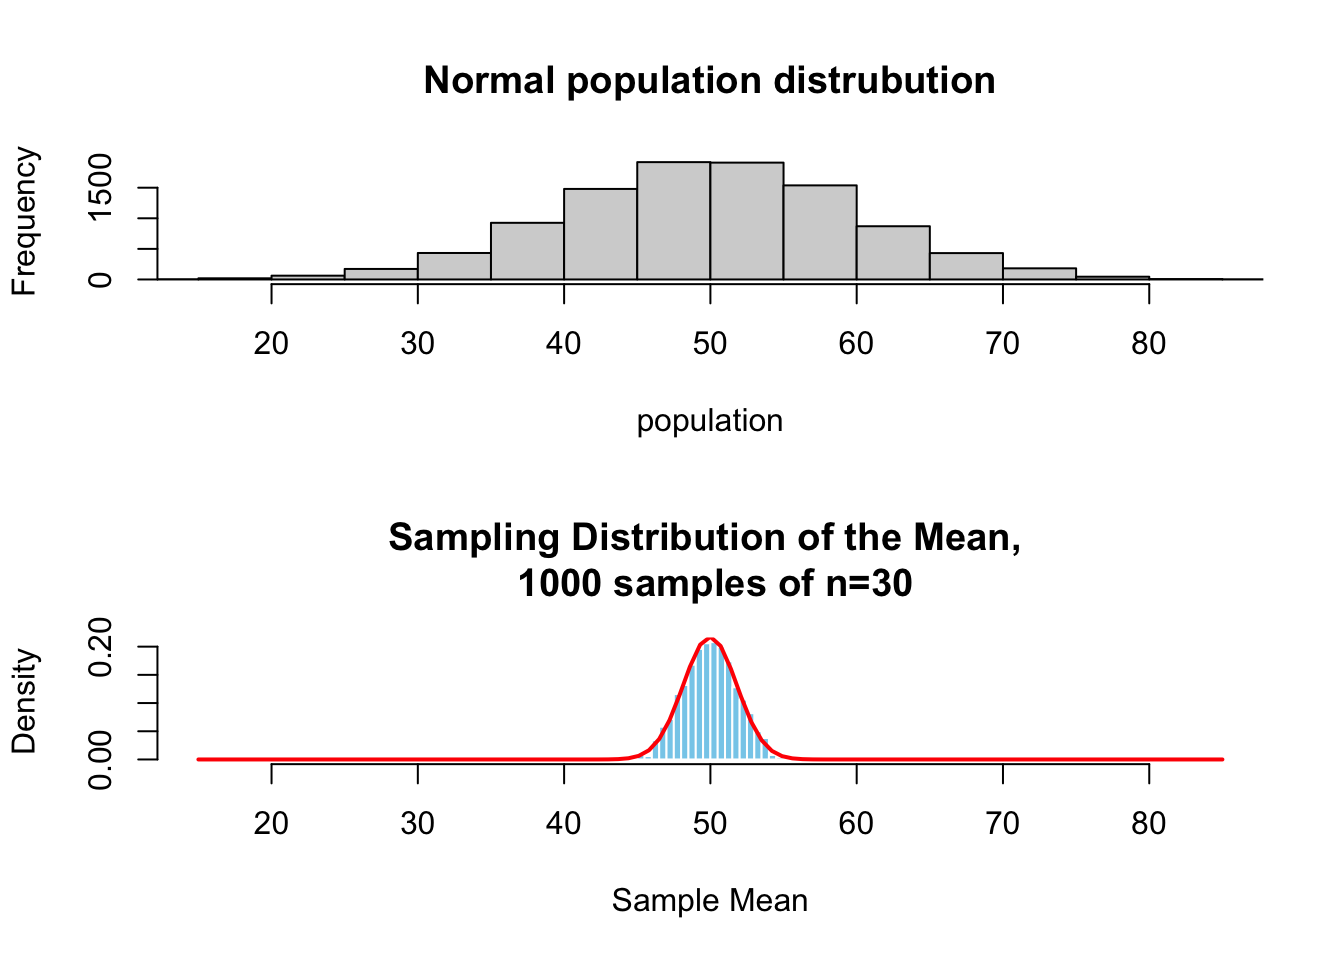 Normal population distrubution
Frequency
1500
0
20 30 40 50 60 70 80
population
Sampling Distribution of the Mean,
1000 samples of n=30
Density
0.20
0.00
20 30 40 50 60 70 80
Sample Mean